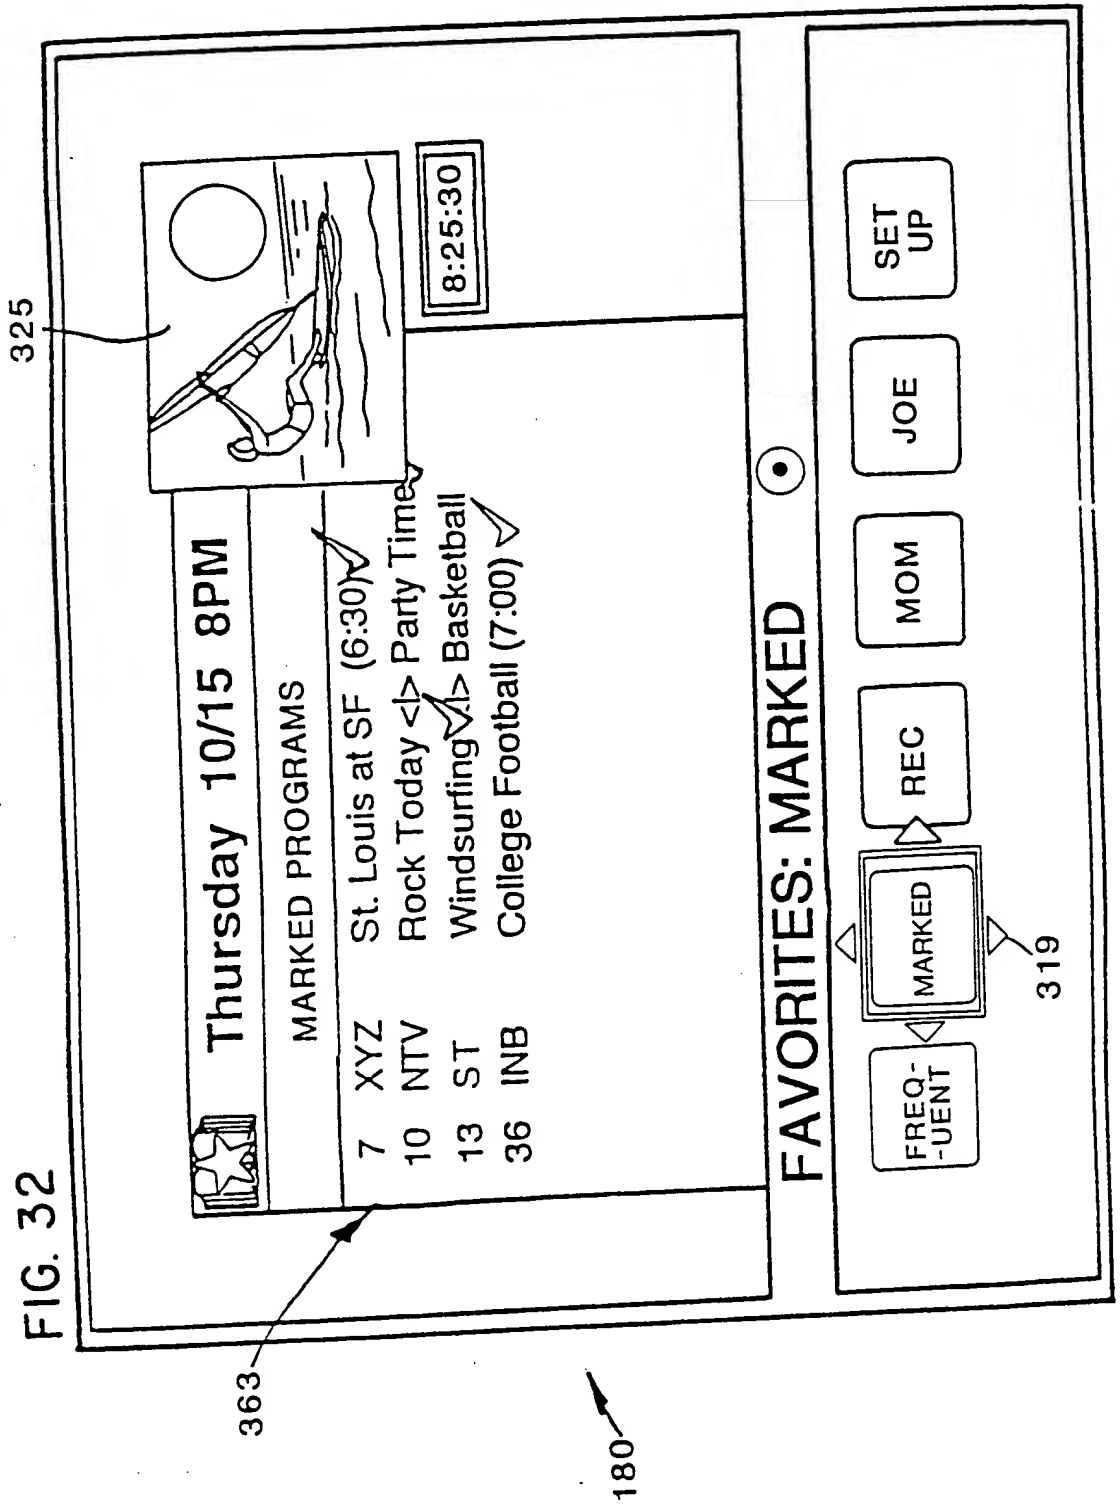 FIG. 32
325
Thursday 10/15 8PM
MARKED PROGRAMS
7 XYZ St. Louis at SF (6:30)
10 NTV Rock Today <|> Party Time
13 ST Windsurfing <|> Basketball
36 INB College Football (7:00)
8:25:30
363
FAVORITES: MARKED
FREQ-
-UENT
MARKED
REC
MOM
JOE
SET
UP
319
180